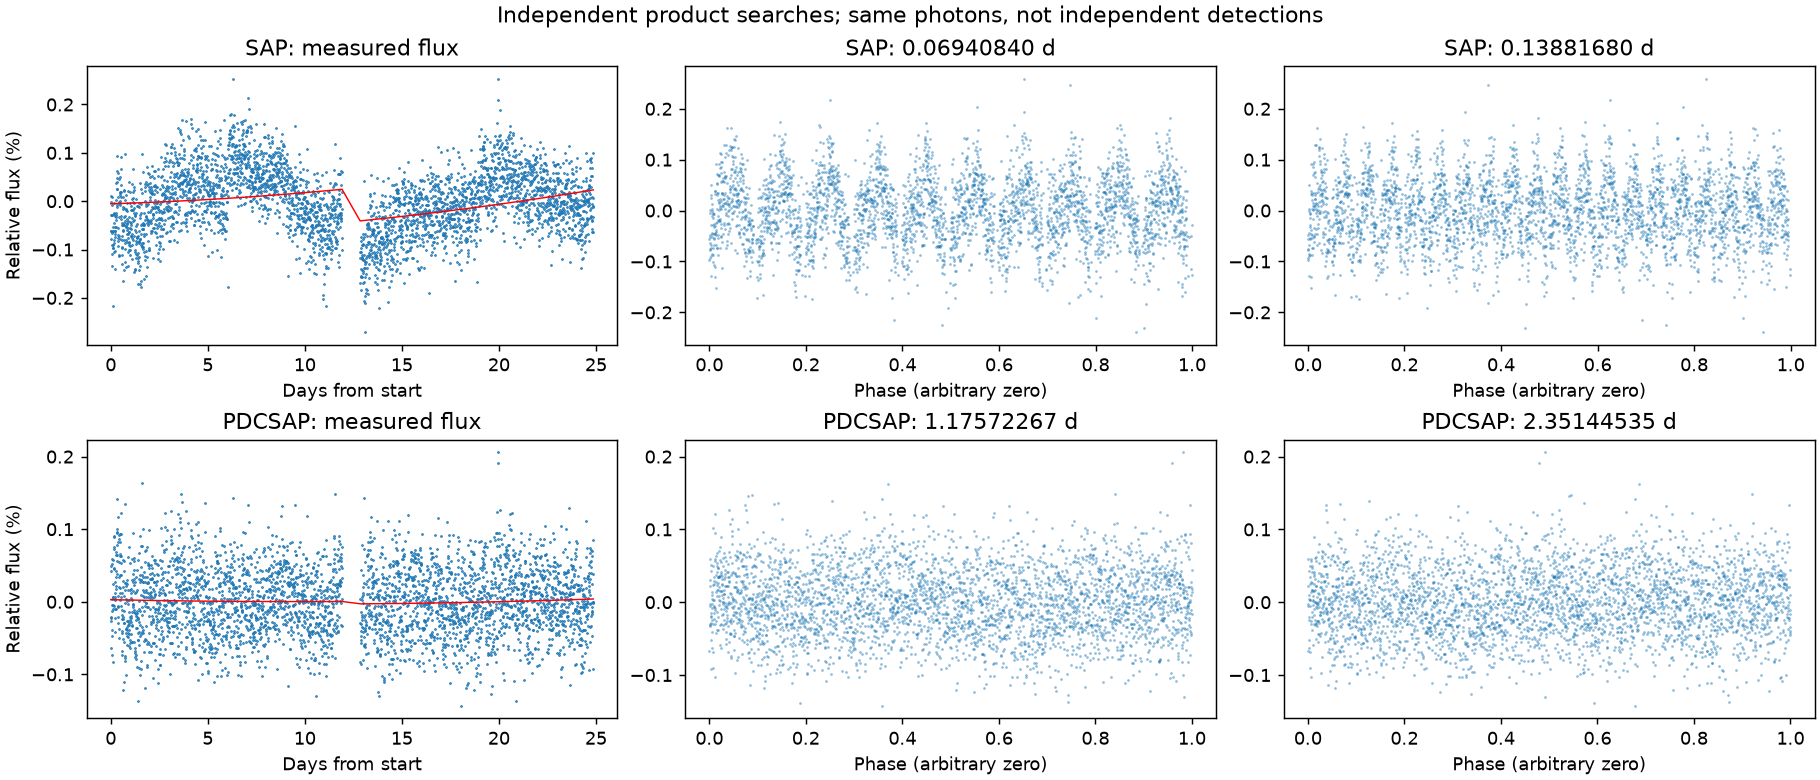 Independent product searches; same photons, not independent detections
SAP: measured flux
SAP: 0.06940840 d
SAP: 0.13881680 d
Relative flux (%)
0.2
0.1
0.0
−0.1
−0.2
0.2
0.1
0.0
−0.1
−0.2
0.2
0.1
0.0
−0.1
−0.2
0 5 10 15 20 25
0.0 0.2 0.4 0.6 0.8 1.0
0.0 0.2 0.4 0.6 0.8 1.0
Days from start
Phase (arbitrary zero)
Phase (arbitrary zero)
PDCSAP: measured flux
PDCSAP: 1.17572267 d
PDCSAP: 2.35144535 d
Relative flux (%)
0.2
0.1
0.0
−0.1
0.2
0.1
0.0
−0.1
0.2
0.1
0.0
−0.1
0 5 10 15 20 25
0.0 0.2 0.4 0.6 0.8 1.0
0.0 0.2 0.4 0.6 0.8 1.0
Days from start
Phase (arbitrary zero)
Phase (arbitrary zero)